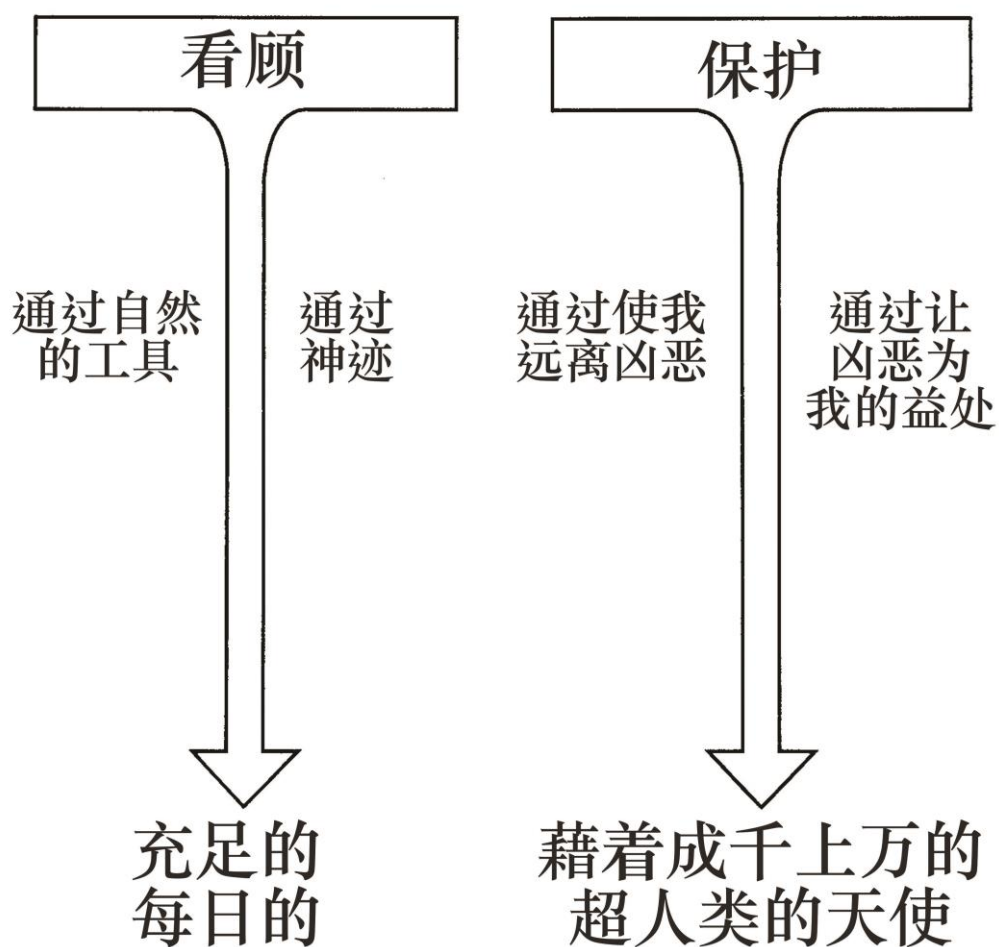 看顾
通过自然
的工具
通过
神迹
充足的
每日的
保护
通过使我
远离凶恶
通过让
凶恶为
我的益处
藉着成千上万的
超人类的天使